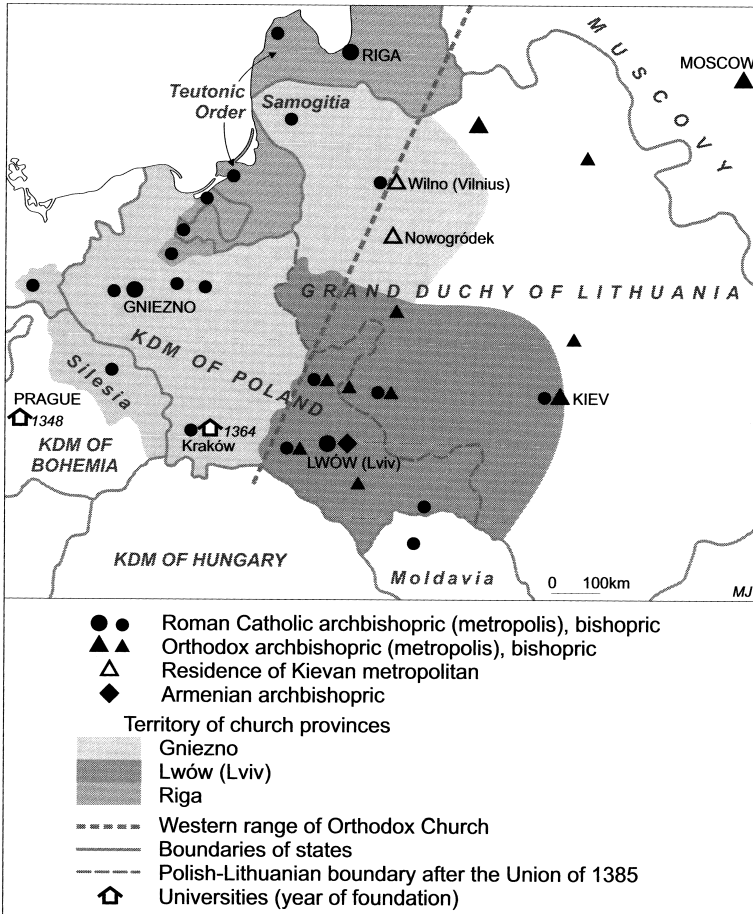 RIGA
MUSCOVY
MOSCOW
Teutonic
Order
Samogitia
Wilno (Vilnius)
Nowogródek
GRAND DUCHY OF LITHUANIA
GNIEZNO
KDM OF POLAND
Silesia
PRAGUE
1348
KDM OF
BOHEMIA
1364
Kraków
KIEV
LWÓW (Lviv)
KDM OF HUNGARY
Moldavia
0 100km
MJ
Roman Catholic archbishopric (metropolis), bishopric
Orthodox archbishopric (metropolis), bishopric
Residence of Kievan metropolitan
Armenian archbishopric
Territory of church provinces
Gniezno
Lwów (Lviv)
Riga
Western range of Orthodox Church
Boundaries of states
Polish-Lithuanian boundary after the Union of 1385
Universities (year of foundation)